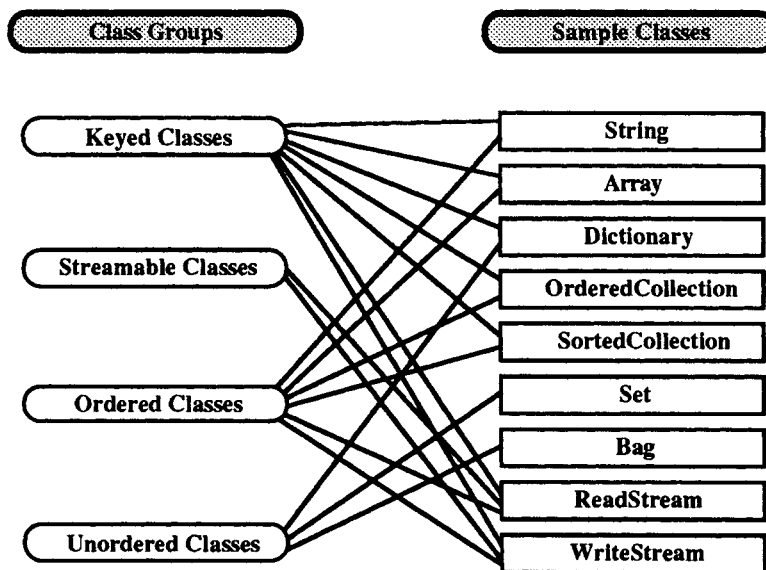 Class Groups
Sample Classes
Keyed Classes
Streamable Classes
Ordered Classes
Unordered Classes
String
Array
Dictionary
OrderedCollection
SortedCollection
Set
Bag
ReadStream
WriteStream